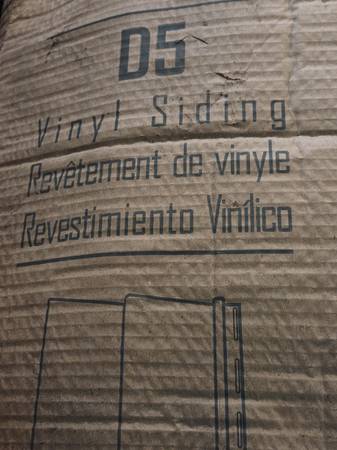 D5
Vinyl Siding
Revêtement de vinyle
Revestimiento Vinílico